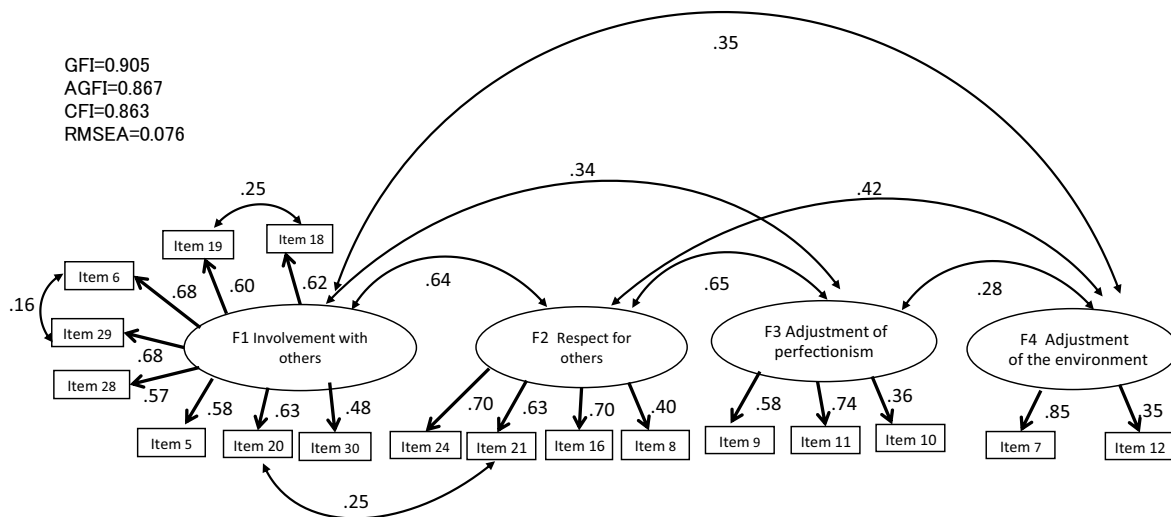 .35
GFI=0.905
AGFI=0.867
CFI=0.863
RMSEA=0.076
.34
.42
.25
Item 19
Item 18
Item 6
.60
.62
.68
.64
.65
.28
.16
Item 29
.68
F1 Involvement with
others
F2 Respect for
others
F3 Adjustment of
perfectionism
F4 Adjustment
of the environment
Item 28
.57
.58
.63
.48
.70
.63
.70
.40
.58
.74
.36
.85
.35
Item 5
Item 20
Item 30
Item 24
Item 21
Item 16
Item 8
Item 9
Item 11
Item 10
Item 7
Item 12
.25